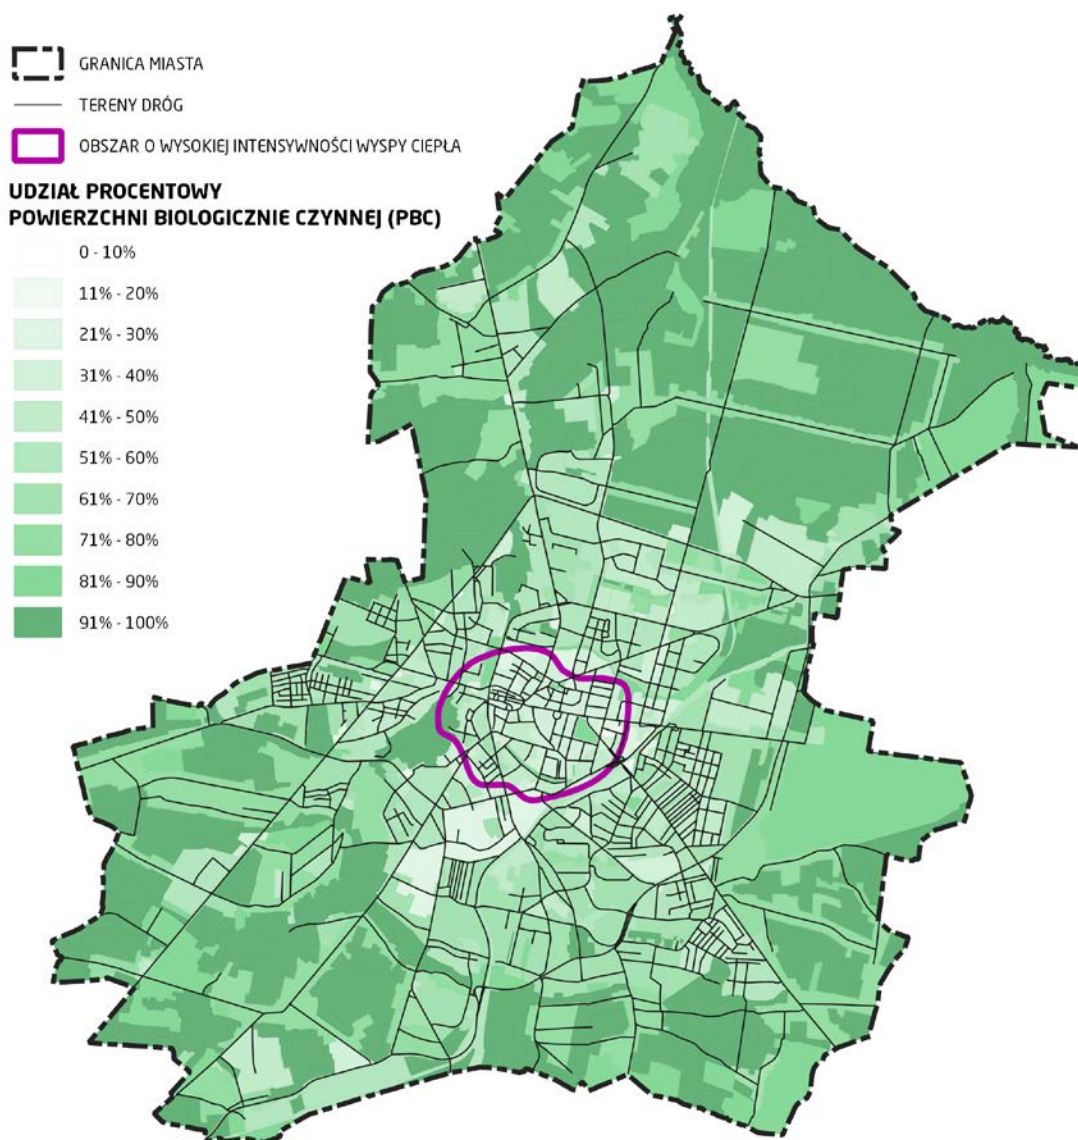 GRANICA MIASTA
TERENY DRÓG
OBSZAR O WYSOKIEJ INTENSYWNOŚCI WYSPY CIEPŁA
UDZIAŁ PROCENTOWY
POWIERZCHNI BIOLOGICZNIE CZYNNEJ (PBC)
0 - 10%
11% - 20%
21% - 30%
31% - 40%
41% - 50%
51% - 60%
61% - 70%
71% - 80%
81% - 90%
91% - 100%